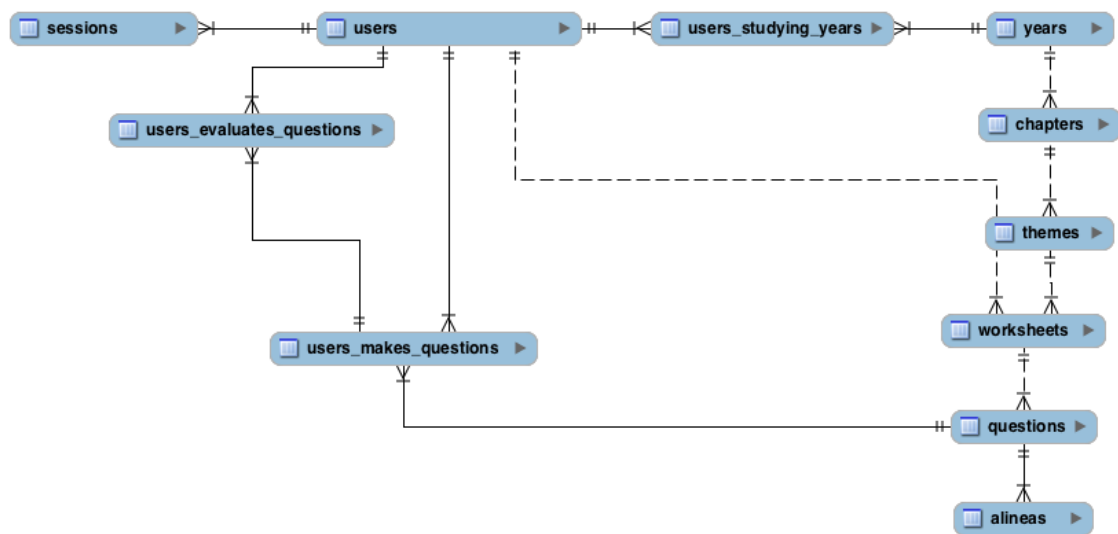 sessions
users
users_studying_years
years
users_evaluates_questions
chapters
themes
worksheets
users_makes_questions
questions
alineas